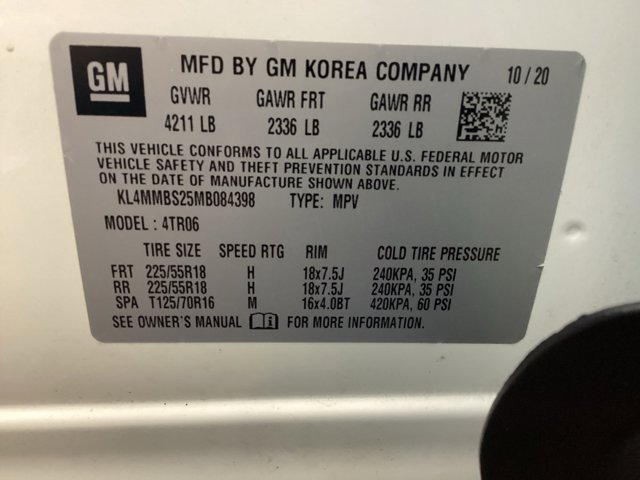 GM MFD BY GM KOREA COMPANY 10/20
GVWR GAWR FRT GAWR RR
4211 LB 2336 LB 2336 LB
THIS VEHICLE CONFORMS TO ALL APPLICABLE U.S. FEDERAL MOTOR
VEHICLE SAFETY AND THEFT PREVENTION STANDARDS IN EFFECT
ON THE DATE OF MANUFACTURE SHOWN ABOVE.
KL4MMBS25MB084398 TYPE: MPV
MODEL : 4TR06
TIRE SIZE SPEED RTG RIM COLD TIRE PRESSURE
FRT 225/55R18 H 18x7.5J 240KPA, 35 PSI
RR 225/55R18 H 18x7.5J 240KPA, 35 PSI
SPA T125/70R16 M 16x4.0BT 420KPA, 60 PSI
SEE OWNER'S MANUAL FOR MORE INFORMATION.